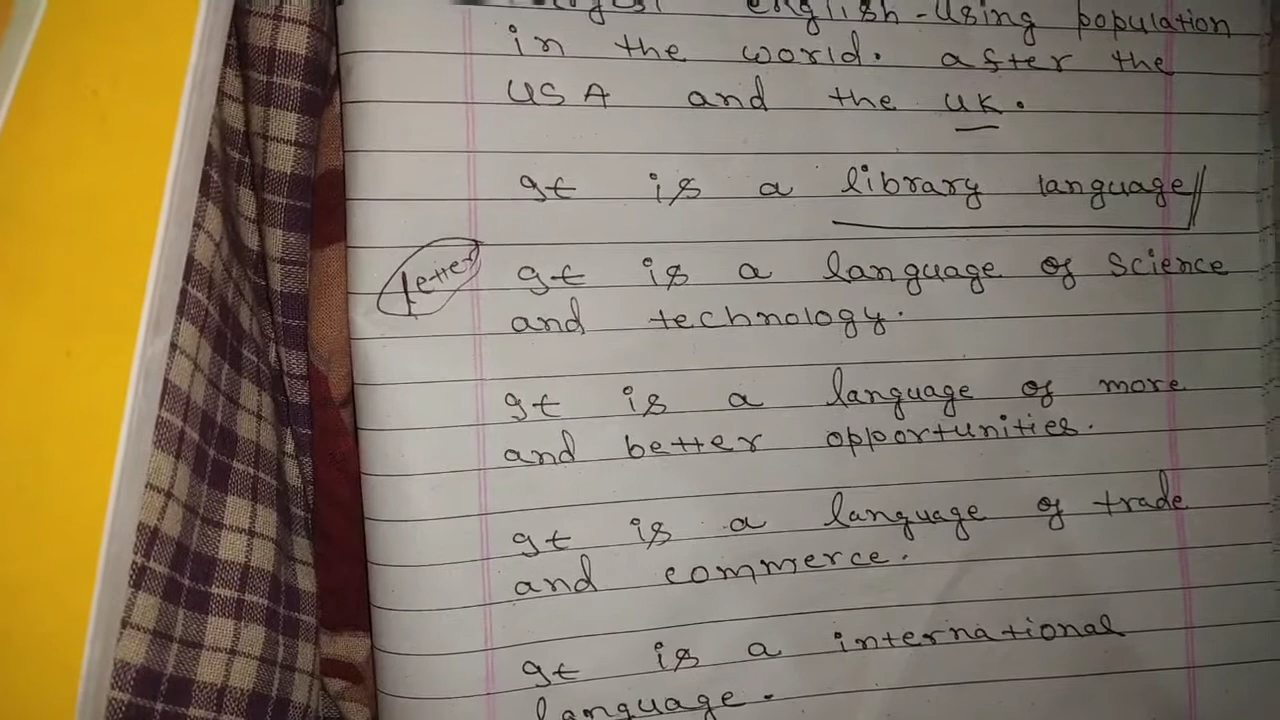 english-using population
in the world. after the
USA and the UK.
It is a library language
letter
It is a language of science
and technology.
It is a language of more
and better opportunities.
It is a language of trade
and commerce.
It is a international
language.